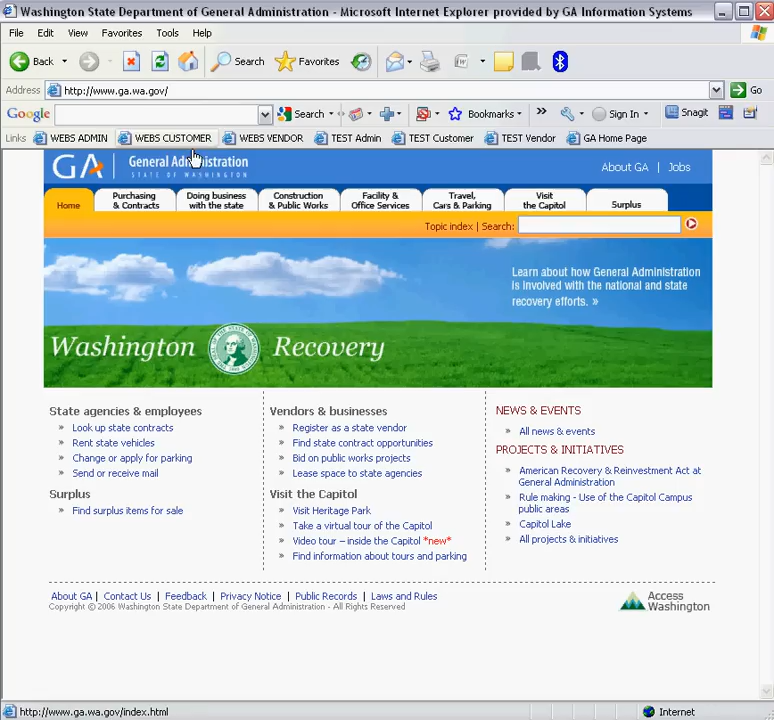 Washington State Department of General Administration - Microsoft Internet Explorer provided by GA Information Systems
File Edit View Favorites Tools Help
Back Search Favorites
Address http://www.ga.wa.gov/ Go
Google Search Bookmarks » Sign In Snagit
Links WEBS ADMIN WEBS CUSTOMER WEBS VENDOR TEST Admin TEST Customer TEST Vendor GA Home Page
GA General Administration
STATE OF WASHINGTON
About GA | Jobs
Home
Purchasing & Contracts
Doing business with the state
Construction & Public Works
Facility & Office Services
Travel, Cars & Parking
Visit the Capitol
Surplus
Topic index | Search:
Learn about how General Administration
is involved with the national and state
recovery efforts. »
Washington Recovery
State agencies & employees
» Look up state contracts
» Rent state vehicles
» Change or apply for parking
» Send or receive mail
Surplus
» Find surplus items for sale
Vendors & businesses
» Register as a state vendor
» Find state contract opportunities
» Bid on public works projects
» Lease space to state agencies
Visit the Capitol
» Visit Heritage Park
» Take a virtual tour of the Capitol
» Video tour – inside the Capitol *new*
» Find information about tours and parking
NEWS & EVENTS
» All news & events
PROJECTS & INITIATIVES
» American Recovery & Reinvestment Act at
General Administration
» Rule making - Use of the Capitol Campus
public areas
» Capitol Lake
» All projects & initiatives
About GA | Contact Us | Feedback | Privacy Notice | Public Records | Laws and Rules
Copyright © 2006 Washington State Department of General Administration - All Rights Reserved
Access
Washington
http://www.ga.wa.gov/index.html Internet